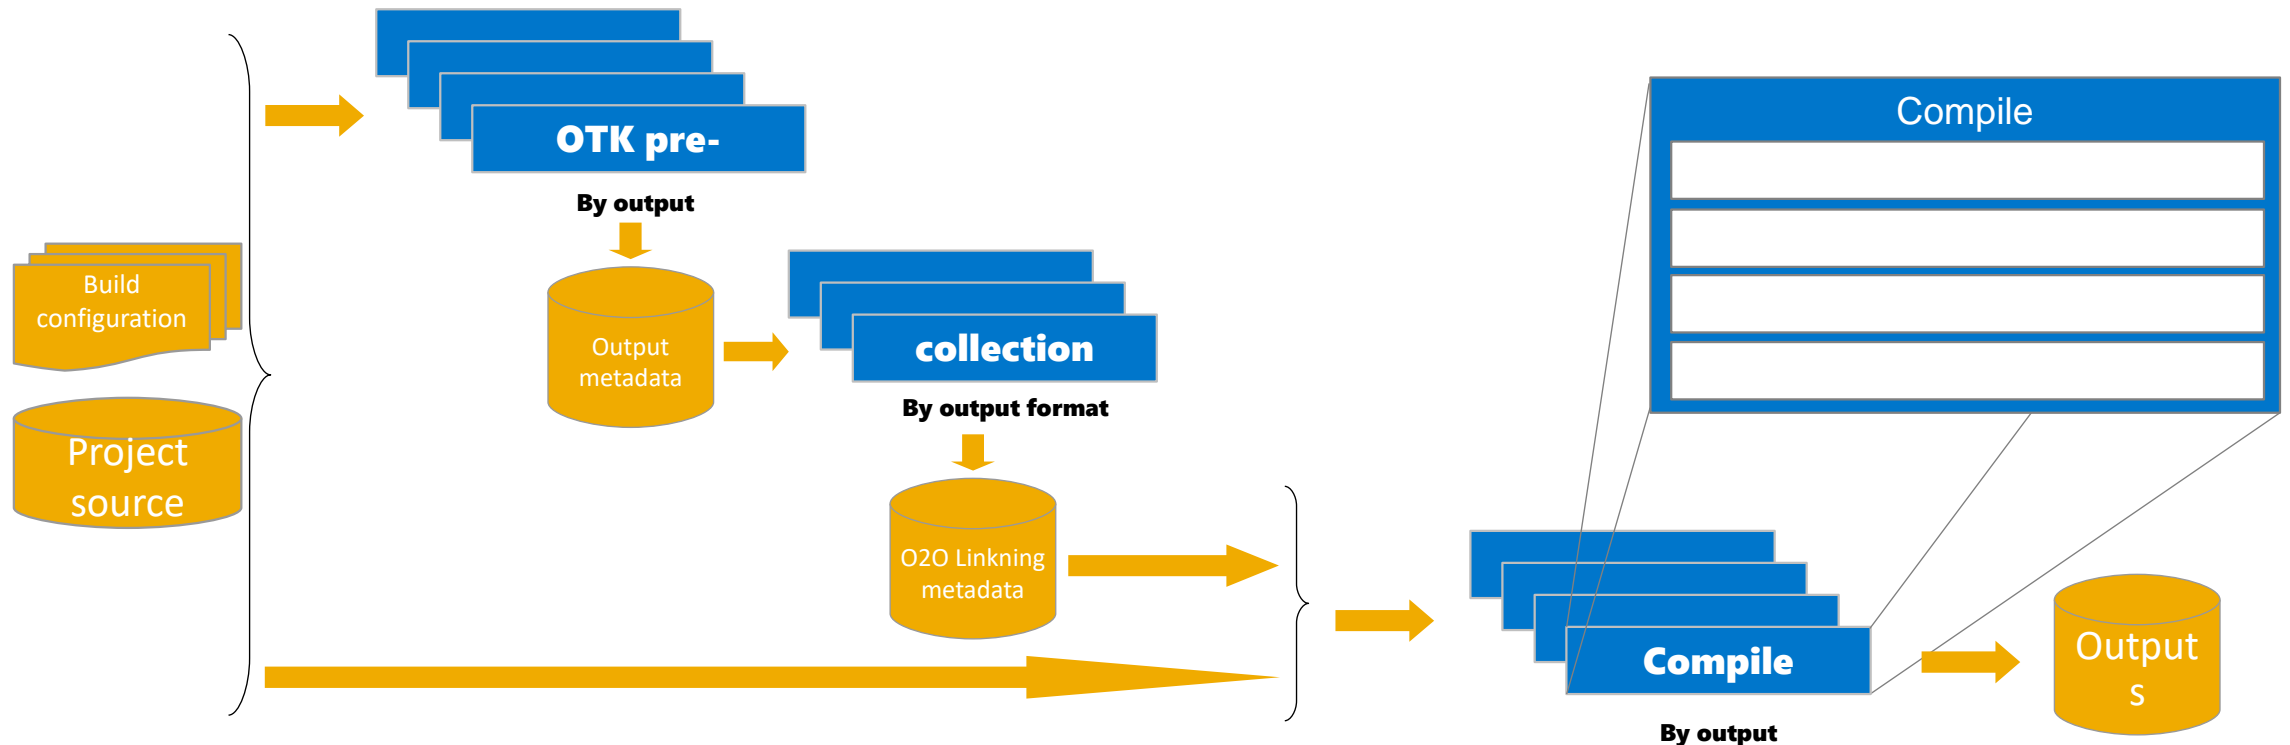 Build
configuration
Project
source
OTK pre-
By output
Output
metadata
collection
By output format
O2O Linkning
metadata
Compile
Compile
By output
Output
s